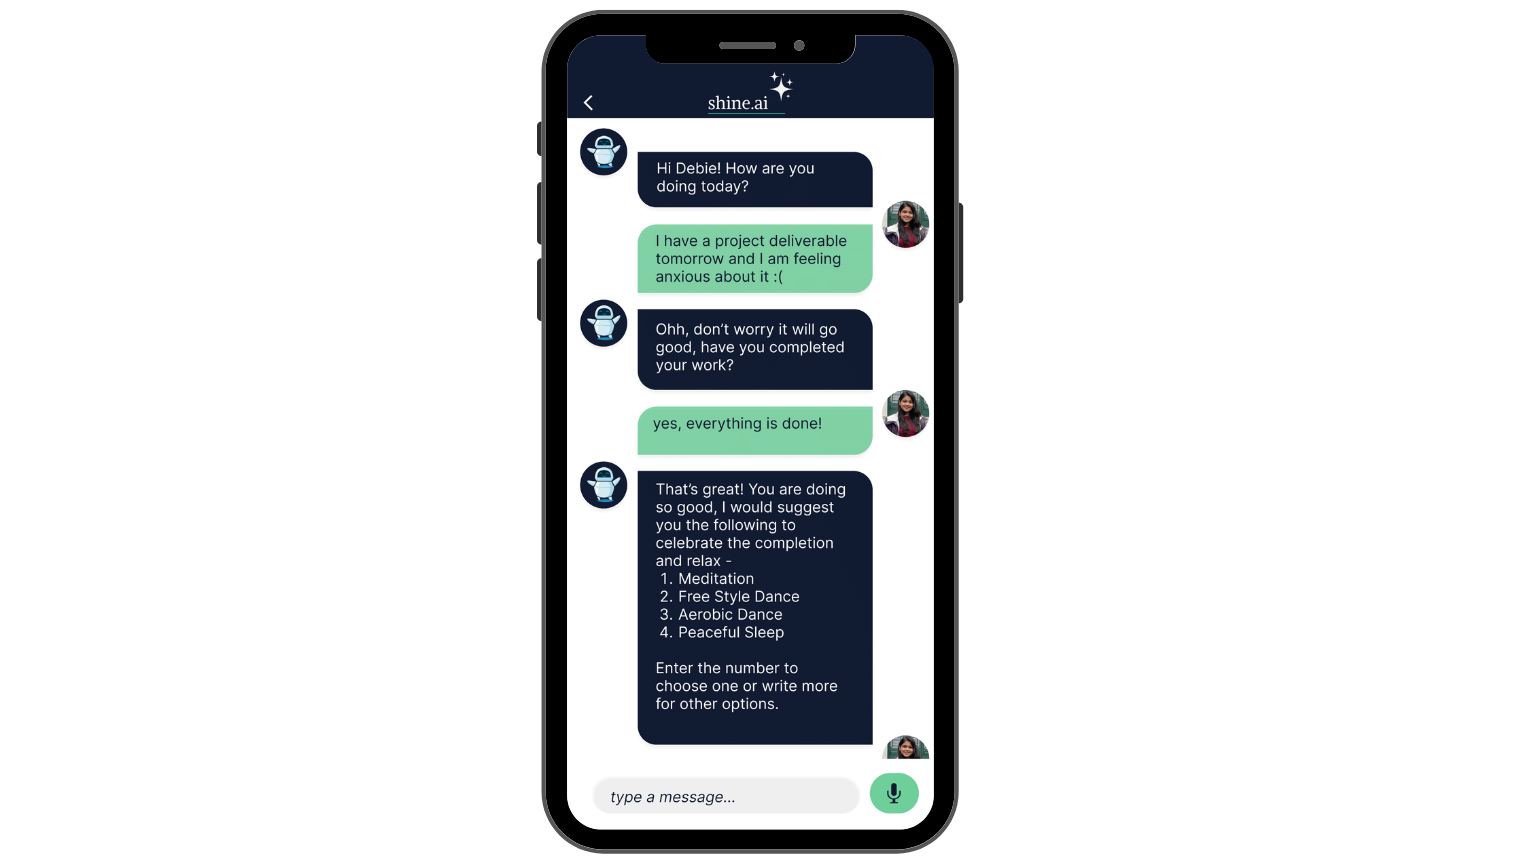 shine.ai
Hi Debie! How are you
doing today?
I have a project deliverable
tomorrow and I am feeling
anxious about it :(
Ohh, don’t worry it will go
good, have you completed
your work?
yes, everything is done!
That’s great! You are doing
so good, I would suggest
you the following to
celebrate the completion
and relax -
1. Meditation
2. Free Style Dance
3. Aerobic Dance
4. Peaceful Sleep
Enter the number to
choose one or write more
for other options.
type a message...